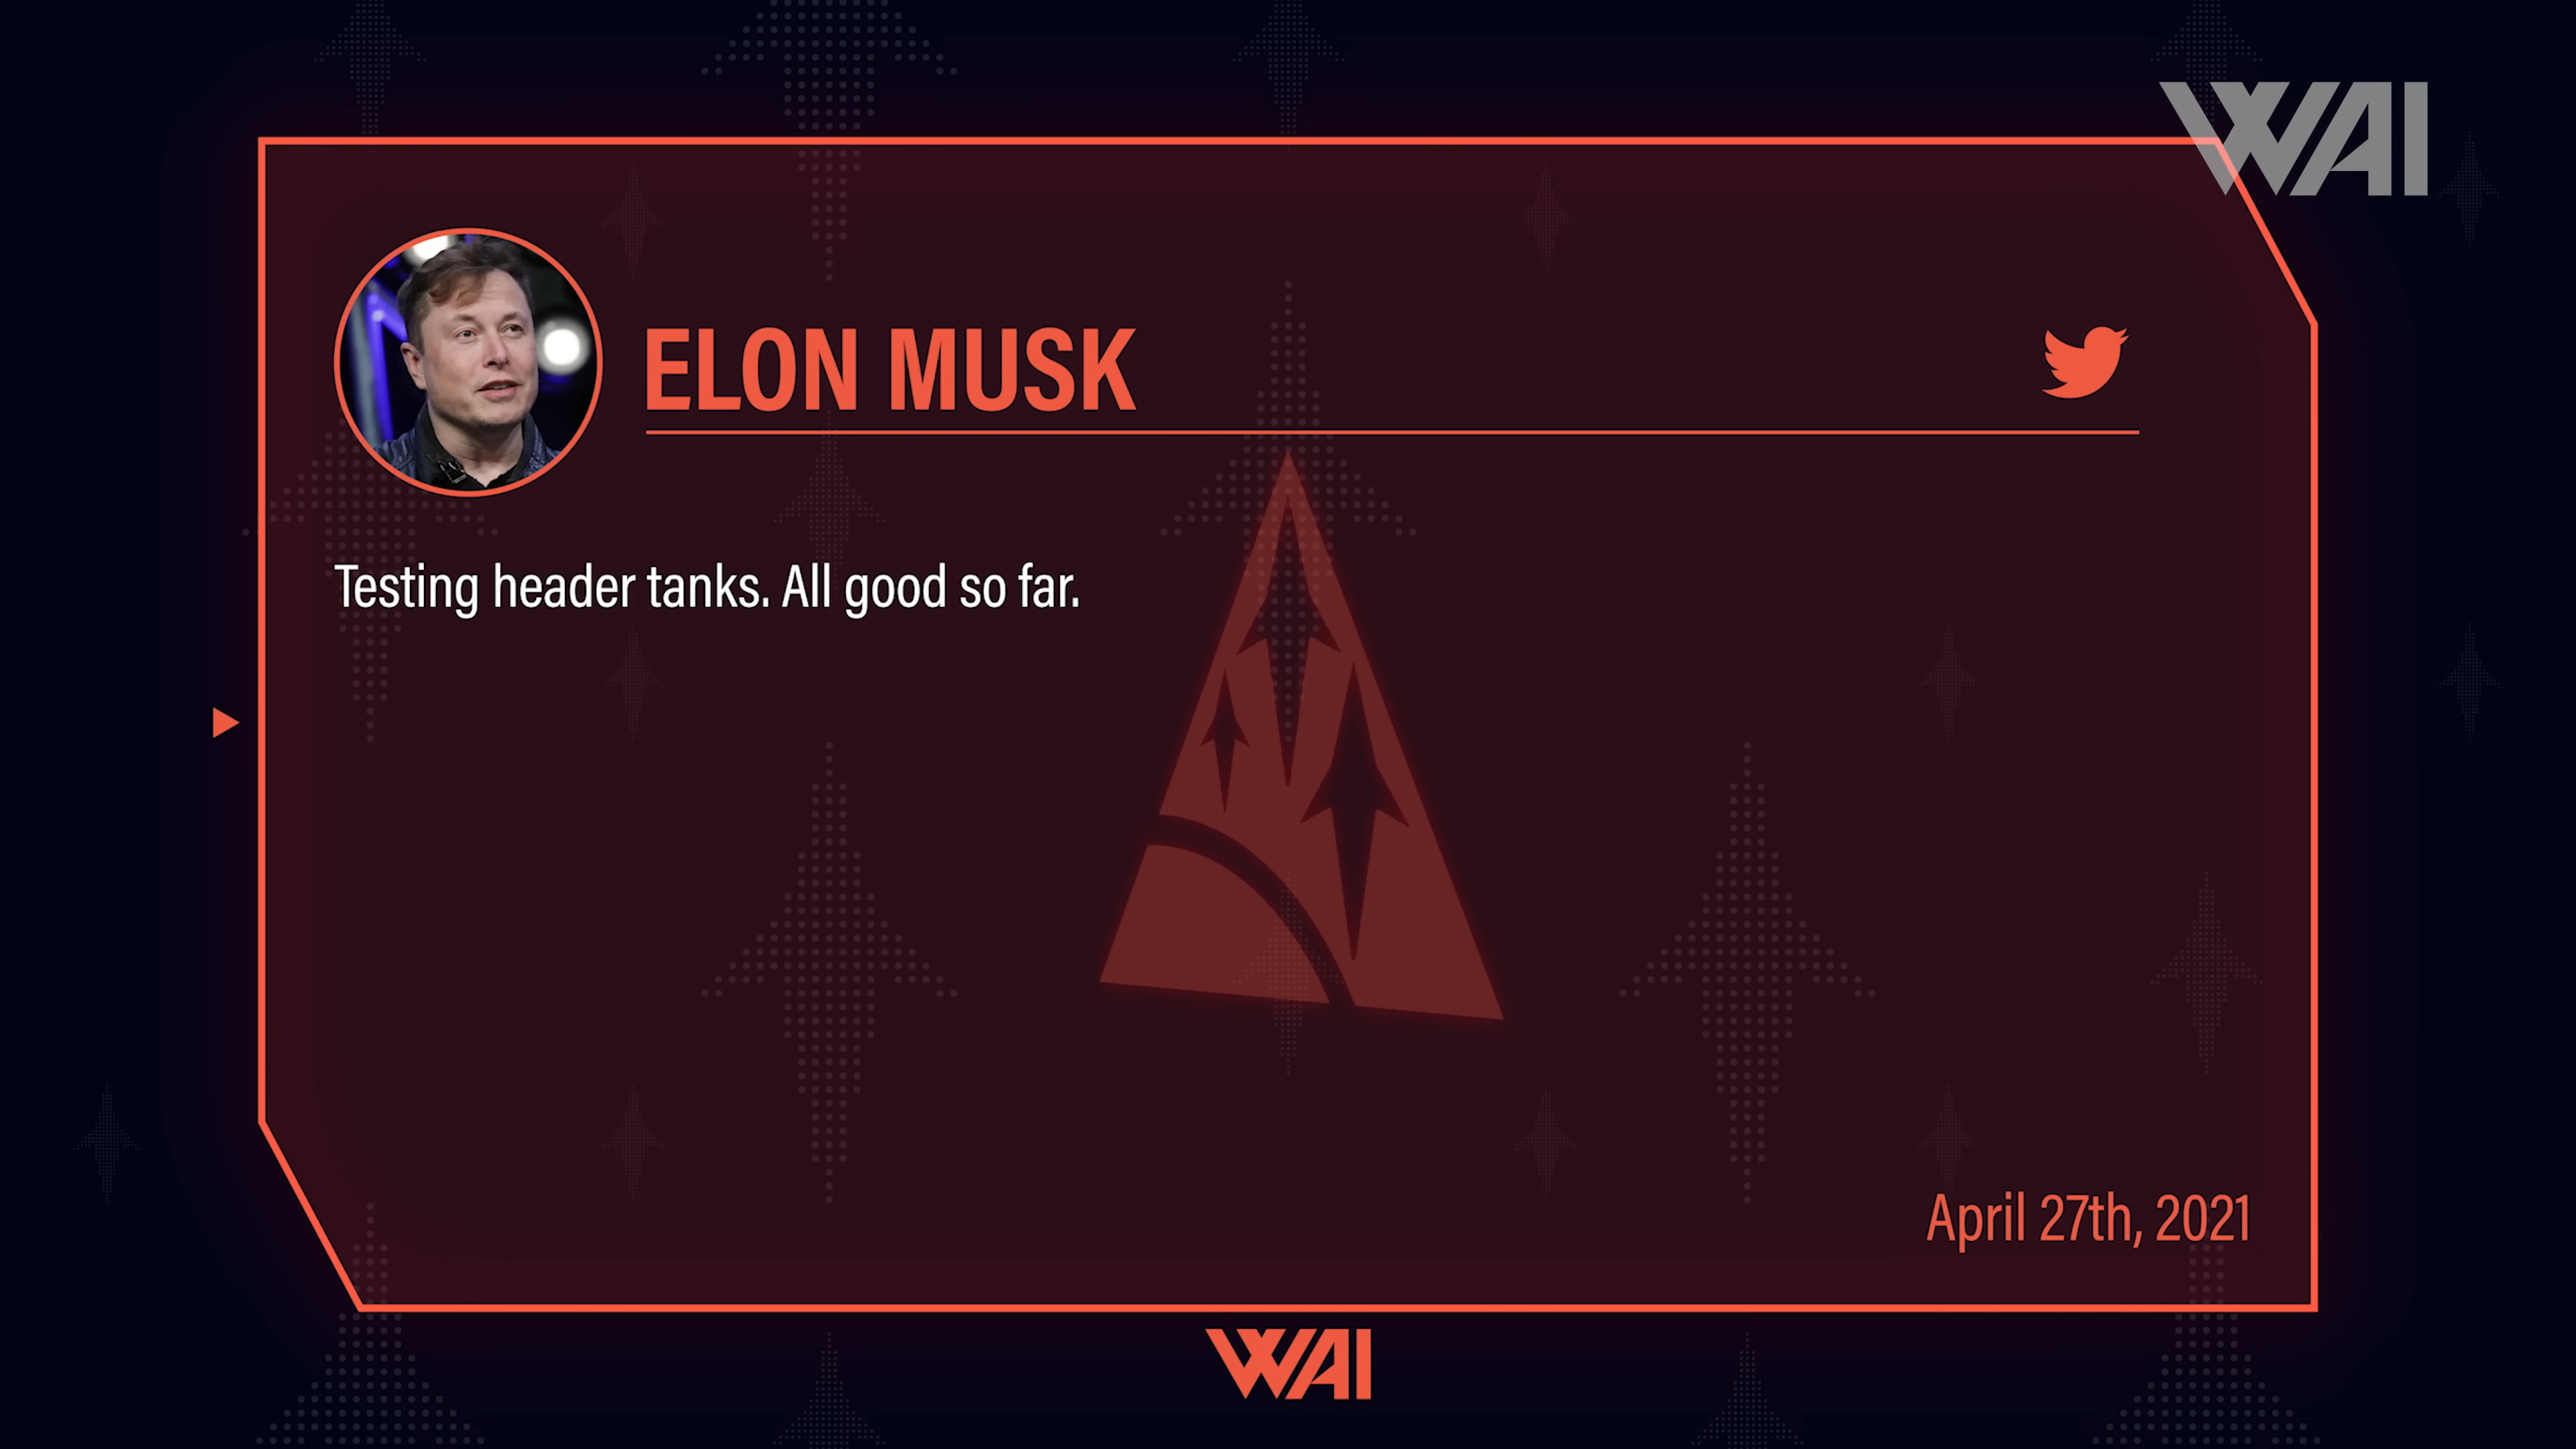 WAI
ELON MUSK
Testing header tanks. All good so far.
April 27th, 2021
WAI